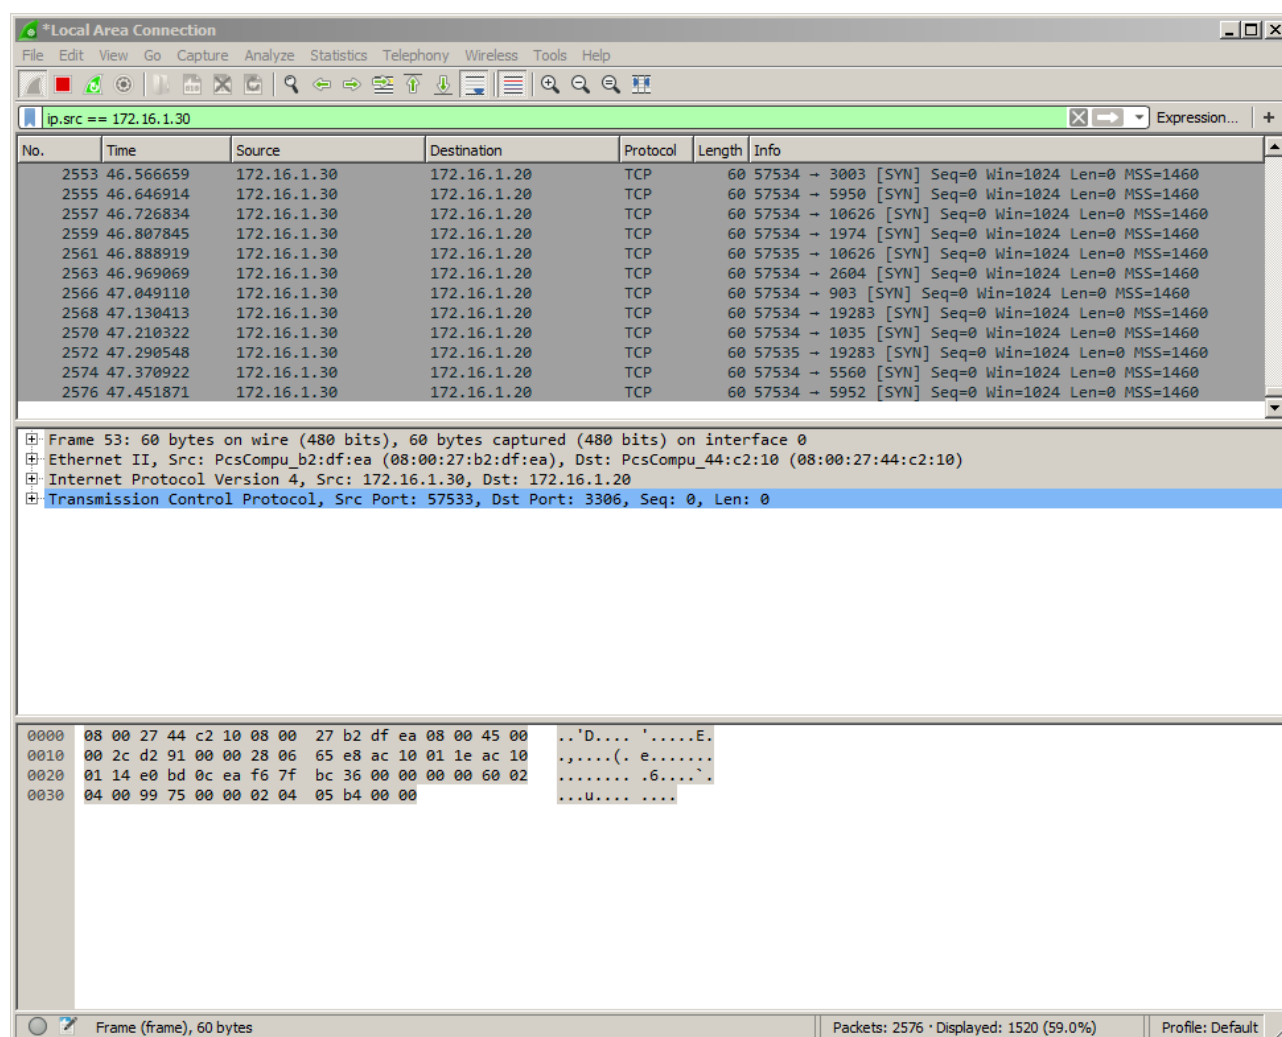 *Local Area Connection
File Edit View Go Capture Analyze Statistics Telephony Wireless Tools Help
ip.src == 172.16.1.30 Expression... +
No. Time Source Destination Protocol Length Info
2553 46.566659 172.16.1.30 172.16.1.20 TCP 60 57534 → 3003 [SYN] Seq=0 Win=1024 Len=0 MSS=1460
2555 46.646914 172.16.1.30 172.16.1.20 TCP 60 57534 → 5950 [SYN] Seq=0 Win=1024 Len=0 MSS=1460
2557 46.726834 172.16.1.30 172.16.1.20 TCP 60 57534 → 10626 [SYN] Seq=0 Win=1024 Len=0 MSS=1460
2559 46.807845 172.16.1.30 172.16.1.20 TCP 60 57534 → 1974 [SYN] Seq=0 Win=1024 Len=0 MSS=1460
2561 46.888919 172.16.1.30 172.16.1.20 TCP 60 57535 → 10626 [SYN] Seq=0 Win=1024 Len=0 MSS=1460
2563 46.969069 172.16.1.30 172.16.1.20 TCP 60 57534 → 2604 [SYN] Seq=0 Win=1024 Len=0 MSS=1460
2566 47.049110 172.16.1.30 172.16.1.20 TCP 60 57534 → 903 [SYN] Seq=0 Win=1024 Len=0 MSS=1460
2568 47.130413 172.16.1.30 172.16.1.20 TCP 60 57534 → 19283 [SYN] Seq=0 Win=1024 Len=0 MSS=1460
2570 47.210322 172.16.1.30 172.16.1.20 TCP 60 57534 → 1035 [SYN] Seq=0 Win=1024 Len=0 MSS=1460
2572 47.290548 172.16.1.30 172.16.1.20 TCP 60 57535 → 19283 [SYN] Seq=0 Win=1024 Len=0 MSS=1460
2574 47.370922 172.16.1.30 172.16.1.20 TCP 60 57534 → 5560 [SYN] Seq=0 Win=1024 Len=0 MSS=1460
2576 47.451871 172.16.1.30 172.16.1.20 TCP 60 57534 → 5952 [SYN] Seq=0 Win=1024 Len=0 MSS=1460
Frame 53: 60 bytes on wire (480 bits), 60 bytes captured (480 bits) on interface 0
Ethernet II, Src: PcsCompu_b2:df:ea (08:00:27:b2:df:ea), Dst: PcsCompu_44:c2:10 (08:00:27:44:c2:10)
Internet Protocol Version 4, Src: 172.16.1.30, Dst: 172.16.1.20
Transmission Control Protocol, Src Port: 57533, Dst Port: 3306, Seq: 0, Len: 0
0000 08 00 27 44 c2 10 08 00 27 b2 df ea 08 00 45 00 ..'D.... '.....E.
0010 00 2c d2 91 00 00 28 06 65 e8 ac 10 01 1e ac 10 .,....(. e.......
0020 01 14 e0 bd 0c ea f6 7f bc 36 00 00 00 00 60 02 ........ .6....`.
0030 04 00 99 75 00 00 02 04 05 b4 00 00 ...u.... ....
Frame (frame), 60 bytes Packets: 2576 · Displayed: 1520 (59.0%) Profile: Default